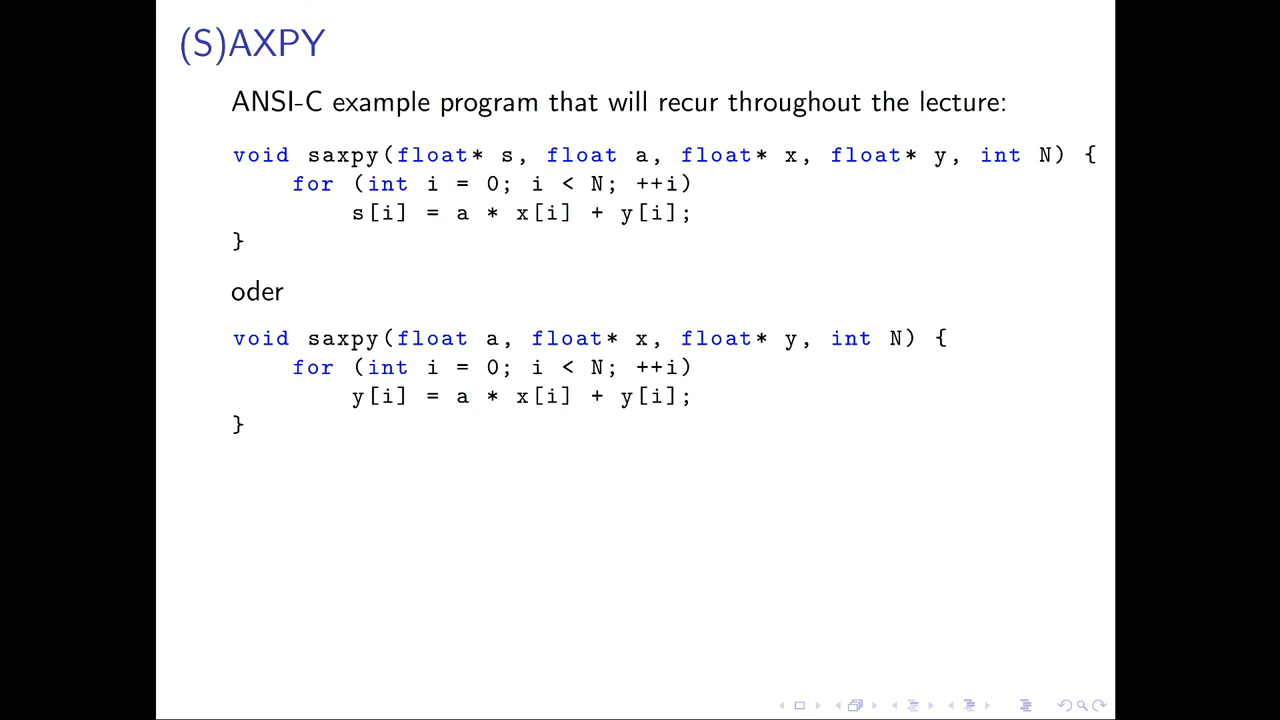 (S)AXPY
ANSI-C example program that will recur throughout the lecture:
void saxpy(float* s, float a, float* x, float* y, int N) {
    for (int i = 0; i < N; ++i)
        s[i] = a * x[i] + y[i];
}
oder
void saxpy(float a, float* x, float* y, int N) {
    for (int i = 0; i < N; ++i)
        y[i] = a * x[i] + y[i];
}